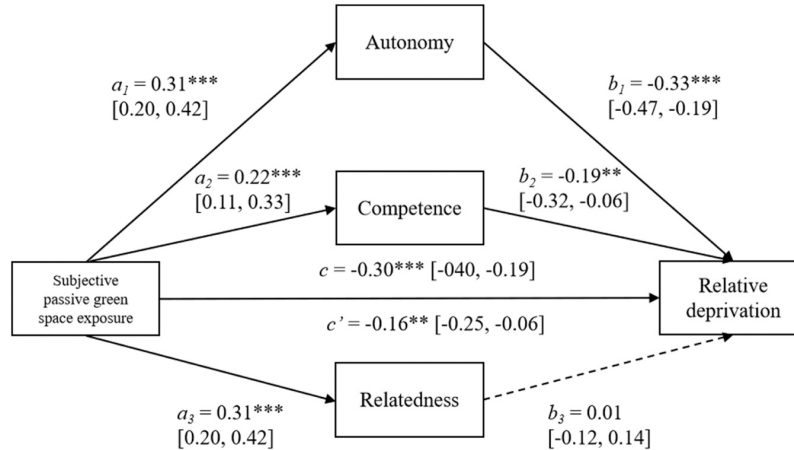 Autonomy
a1 = 0.31***
[0.20, 0.42]
b1 = -0.33***
[-0.47, -0.19]
a2 = 0.22***
[0.11, 0.33]
Competence
b2 = -0.19**
[-0.32, -0.06]
c = -0.30*** [-040, -0.19]
Subjective
passive green
space exposure
Relative
deprivation
c’ = -0.16** [-0.25, -0.06]
a3 = 0.31***
[0.20, 0.42]
Relatedness
b3 = 0.01
[-0.12, 0.14]